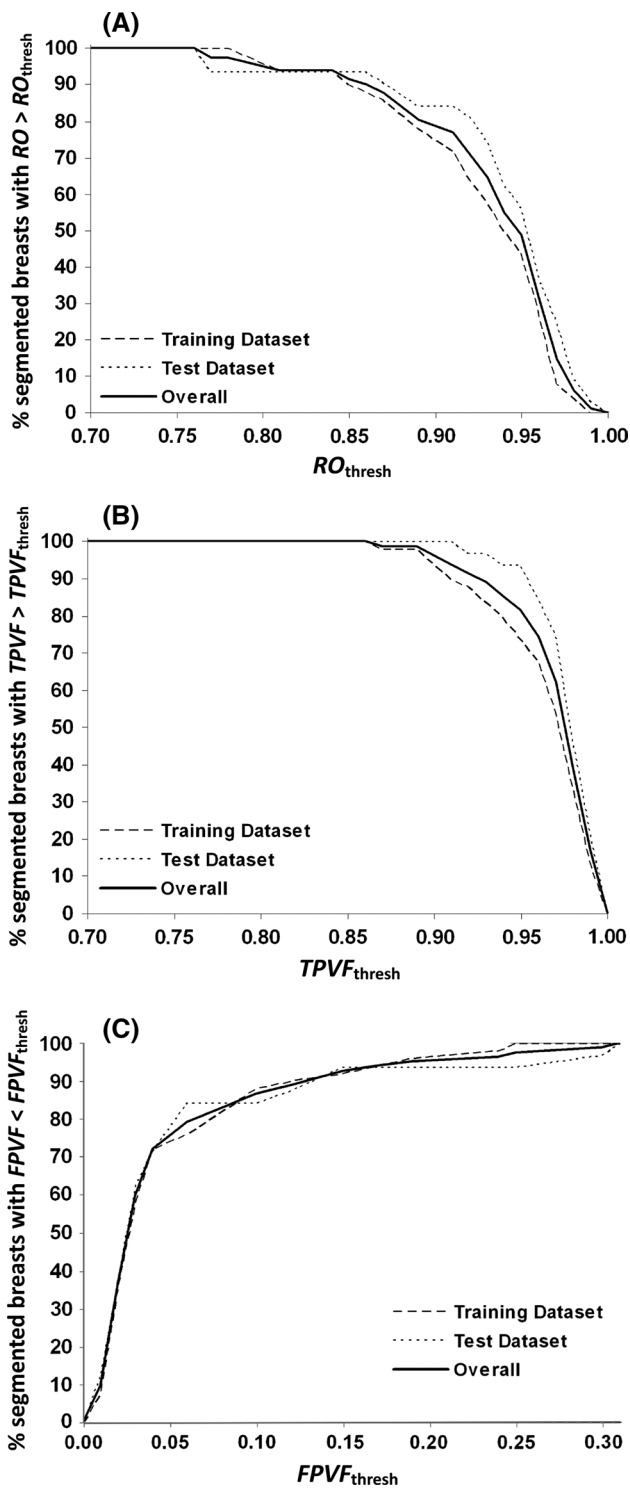 (A)
% segmented breasts with RO > ROthresh
100
90
80
70
60
50
40
30
20
10
0
Training Dataset
Test Dataset
Overall
0.70 0.75 0.80 0.85 0.90 0.95 1.00
ROthresh
(B)
% segmented breasts with TPVF > TPVFthresh
100
90
80
70
60
50
40
30
20
10
0
Training Dataset
Test Dataset
Overall
0.70 0.75 0.80 0.85 0.90 0.95 1.00
TPVFthresh
(C)
% segmented breasts with FPVF < FPVFthresh
100
90
80
70
60
50
40
30
20
10
0
Training Dataset
Test Dataset
Overall
0.00 0.05 0.10 0.15 0.20 0.25 0.30
FPVFthresh